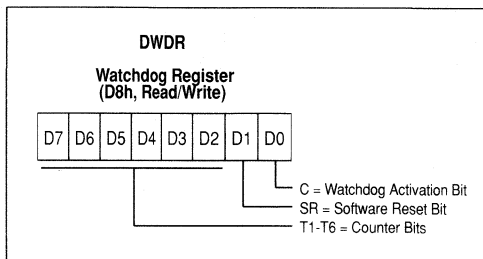 DWDR
Watchdog Register
(D8h, Read/Write)
D7 D6 D5 D4 D3 D2 D1 D0
C = Watchdog Activation Bit
SR = Software Reset Bit
T1-T6 = Counter Bits